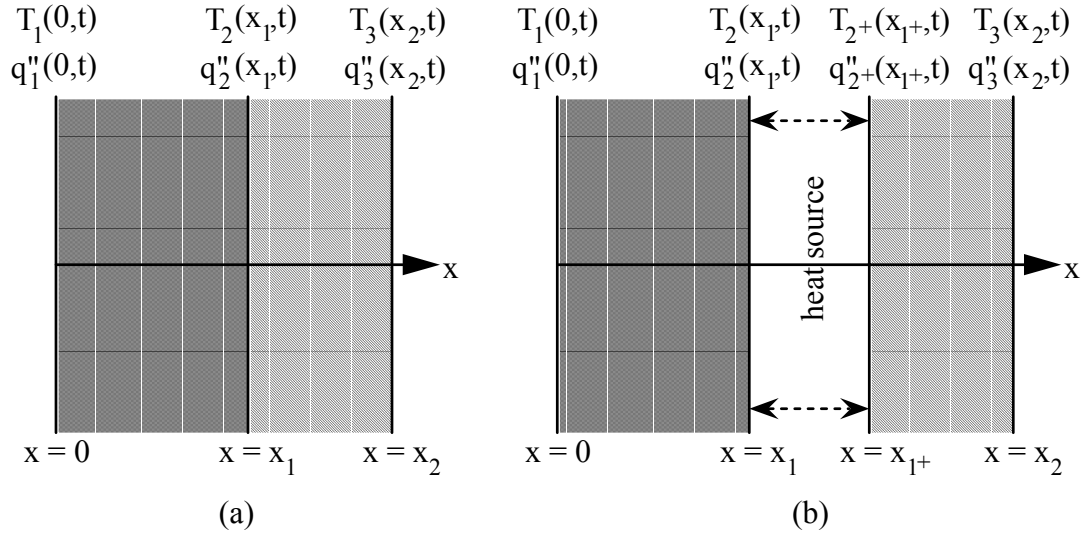 T₁(0,t) T₂(x₁,t) T₃(x₂,t) T₁(0,t) T₂(x₁,t) T₂₊(x₁₊,t) T₃(x₂,t)
q″₁(0,t) q″₂(x₁,t) q″₃(x₂,t) q″₁(0,t) q″₂(x₁,t) q″₂₊(x₁₊,t) q″₃(x₂,t)
heat source
x x
x = 0 x = x₁ x = x₂ x = 0 x = x₁ x = x₁₊ x = x₂
(a) (b)